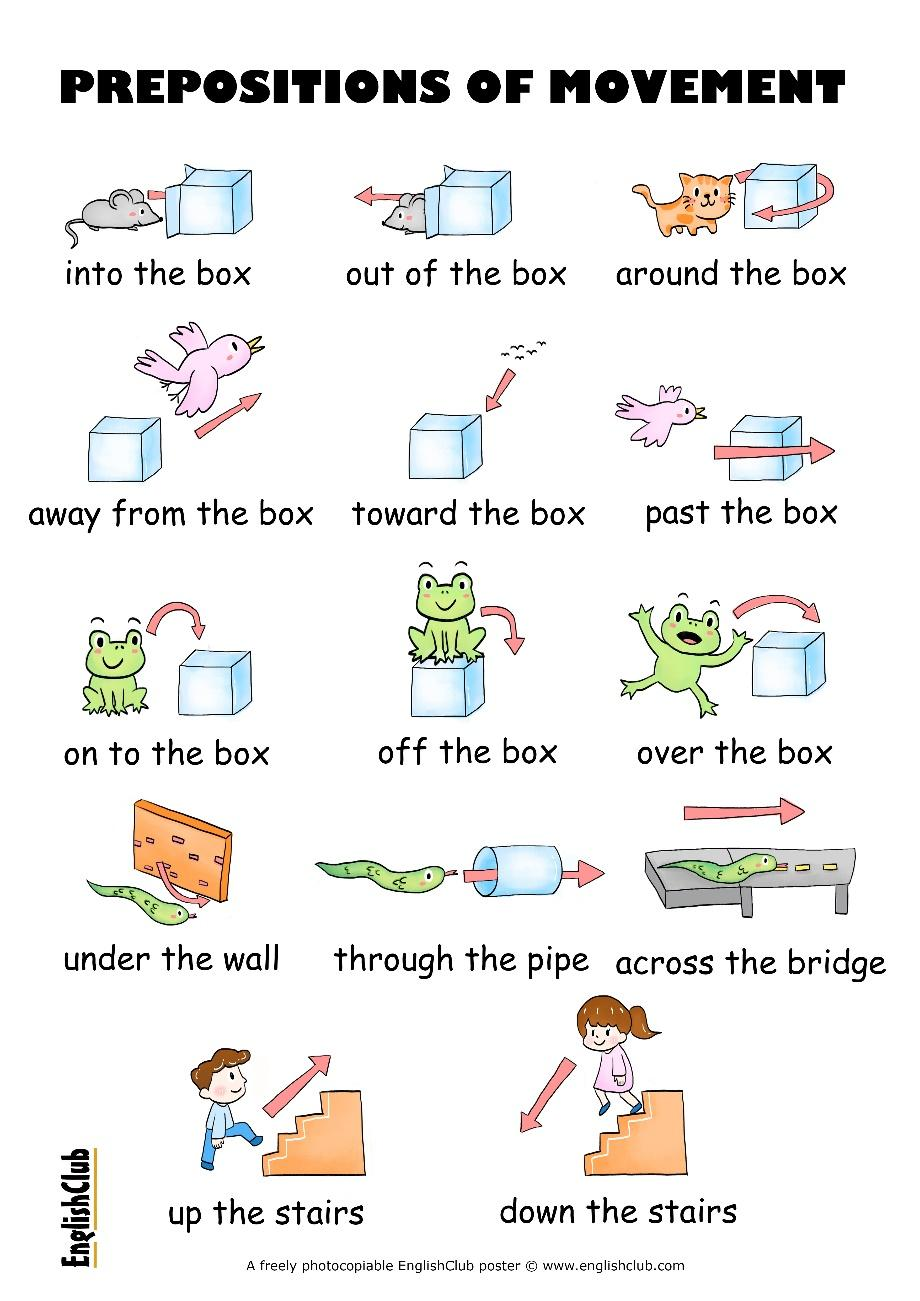 PREPOSITIONS OF MOVEMENT
into the box
out of the box
around the box
away from the box
toward the box
past the box
on to the box
off the box
over the box
under the wall
through the pipe
across the bridge
up the stairs
down the stairs
EnglishClub
A freely photocopiable EnglishClub poster © www.englishclub.com